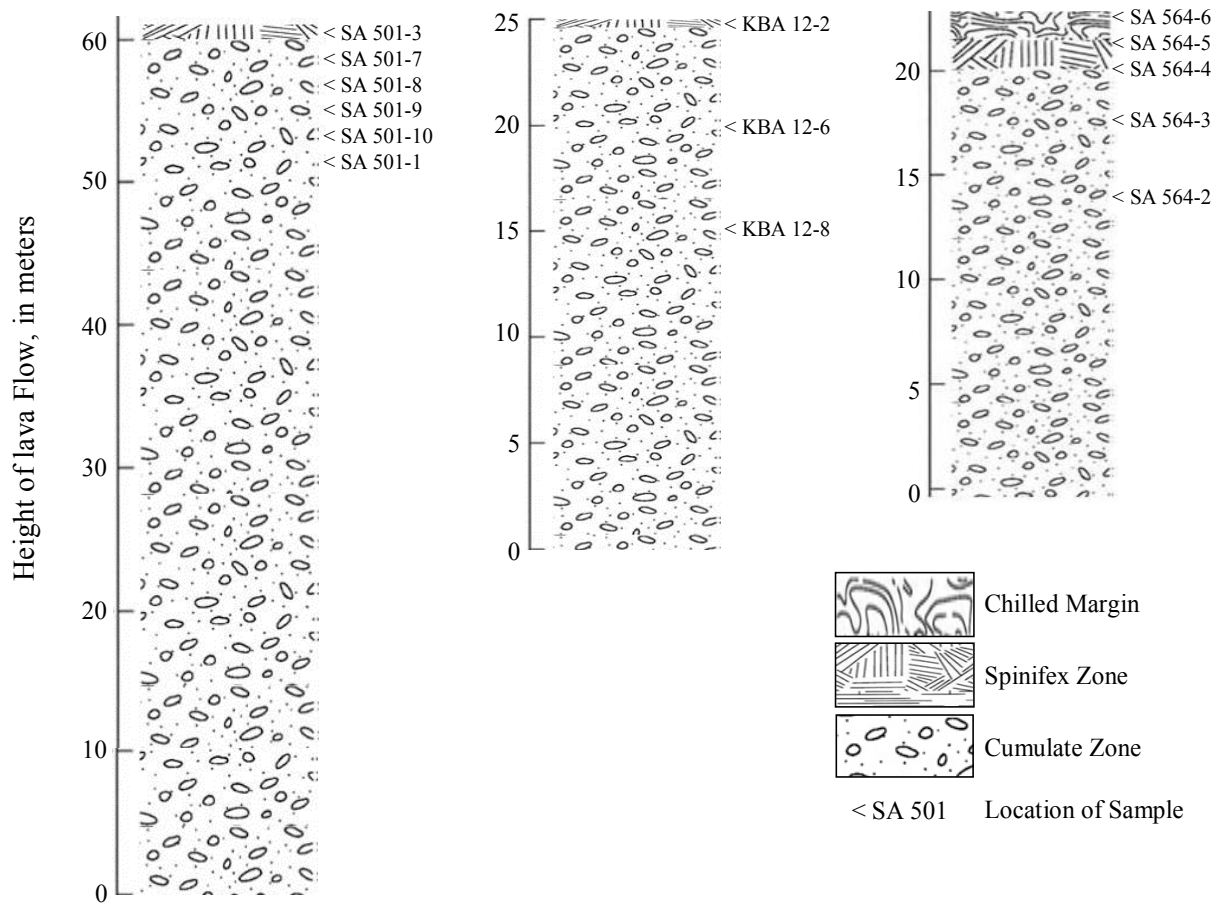 Height of lava Flow, in meters
60
50
40
30
20
10
0
< SA 501-3
< SA 501-7
< SA 501-8
< SA 501-9
< SA 501-10
< SA 501-1
25
20
15
10
5
0
< KBA 12-2
< KBA 12-6
< KBA 12-8
20
15
10
5
0
< SA 564-6
< SA 564-5
< SA 564-4
< SA 564-3
< SA 564-2
Chilled Margin
Spinifex Zone
Cumulate Zone
< SA 501 Location of Sample